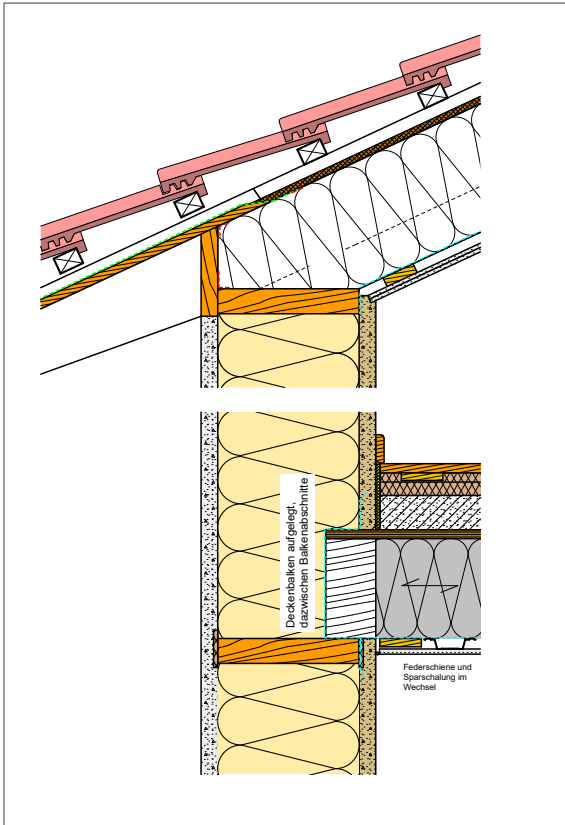 Deckenbalken aufgelegt,
dazwischen Balkenabschnitte
Federschiene und
Sparschalung im
Wechsel